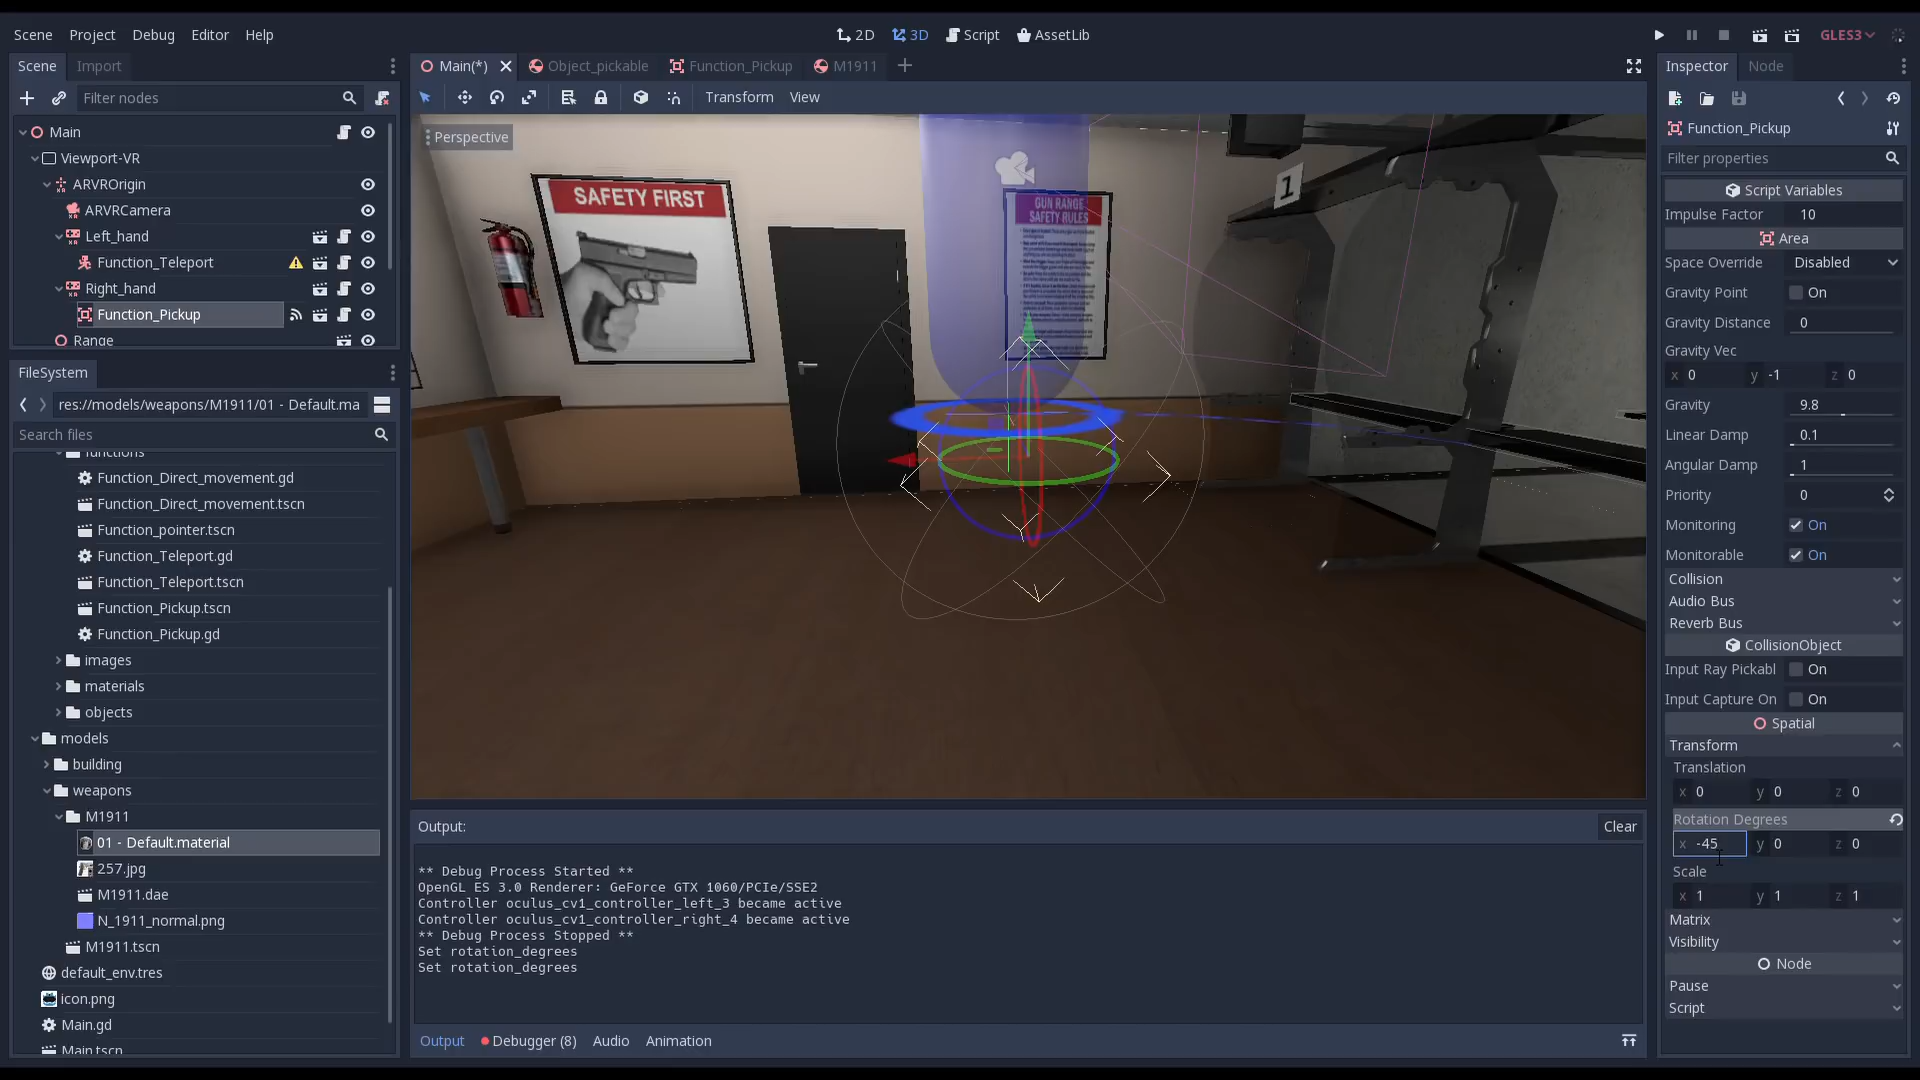 Scene Project Debug Editor Help
2D 3D Script AssetLib
GLES3
Scene Import
Filter nodes
Main
Viewport-VR
ARVROrigin
ARVRCamera
Left_hand
Function_Teleport
Right_hand
Function_Pickup
Range
FileSystem
res://models/weapons/M1911/01 - Default.ma
Search files
functions
Function_Direct_movement.gd
Function_Direct_movement.tscn
Function_pointer.tscn
Function_Teleport.gd
Function_Teleport.tscn
Function_Pickup.tscn
Function_Pickup.gd
images
materials
objects
models
building
weapons
M1911
01 - Default.material
257.jpg
M1911.dae
N_1911_normal.png
M1911.tscn
default_env.tres
icon.png
Main.gd
Main.tscn
Main(*) Object_pickable Function_Pickup M1911
Transform View
Perspective
SAFETY FIRST
GUN RANGE
SAFETY RULES
1
Output: Clear
** Debug Process Started **
OpenGL ES 3.0 Renderer: GeForce GTX 1060/PCIe/SSE2
Controller oculus_cv1_controller_left_3 became active
Controller oculus_cv1_controller_right_4 became active
** Debug Process Stopped **
Set rotation_degrees
Set rotation_degrees
Output Debugger (8) Audio Animation
Inspector Node
Function_Pickup
Filter properties
Script Variables
Impulse Factor 10
Area
Space Override Disabled
Gravity Point On
Gravity Distance 0
Gravity Vec
x 0 y -1 z 0
Gravity 9.8
Linear Damp 0.1
Angular Damp 1
Priority 0
Monitoring On
Monitorable On
Collision
Audio Bus
Reverb Bus
CollisionObject
Input Ray Pickabl On
Input Capture On On
Spatial
Transform
Translation
x 0 y 0 z 0
Rotation Degrees
x -45 y 0 z 0
Scale
x 1 y 1 z 1
Matrix
Visibility
Node
Pause
Script